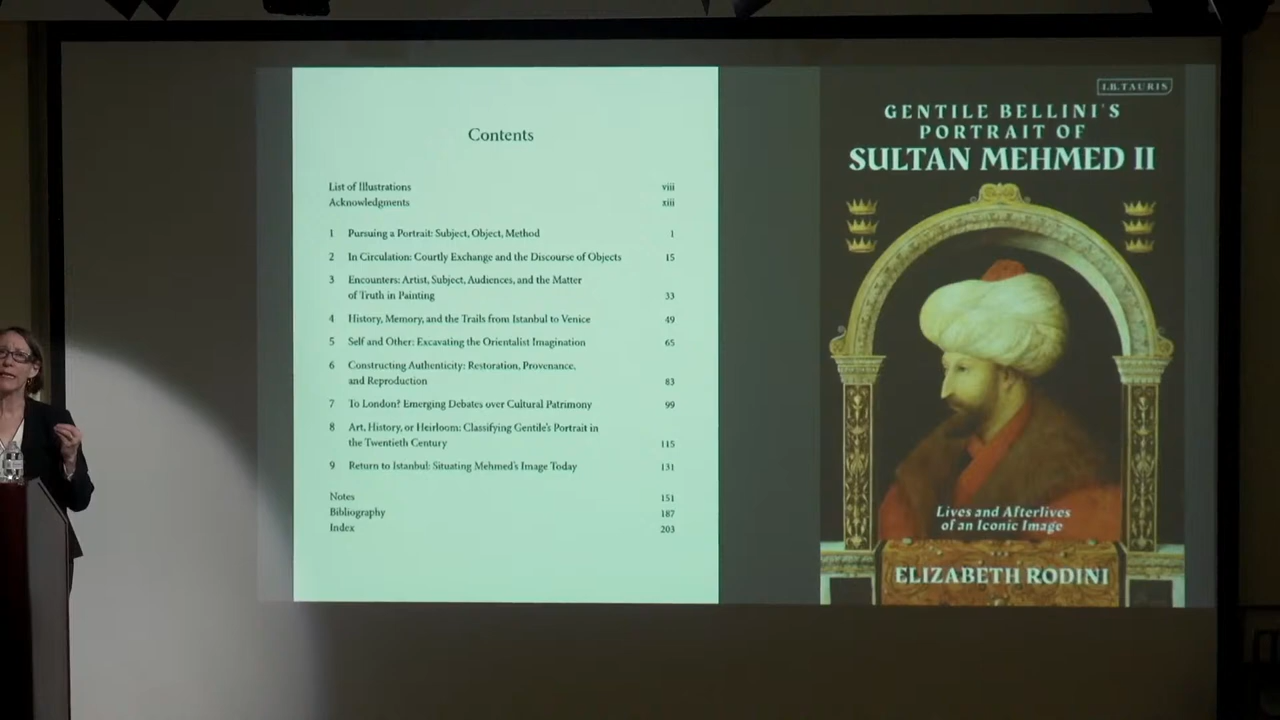 Contents
List of Illustrations viii
Acknowledgments xiii
1 Pursuing a Portrait: Subject, Object, Method 1
2 In Circulation: Courtly Exchange and the Discourse of Objects 15
3 Encounters: Artist, Subject, Audiences, and the Matter
of Truth in Painting 33
4 History, Memory, and the Trails from Istanbul to Venice 49
5 Self and Other: Excavating the Orientalist Imagination 65
6 Constructing Authenticity: Restoration, Provenance,
and Reproduction 83
7 To London? Emerging Debates over Cultural Patrimony 99
8 Art, History, or Heirloom: Classifying Gentile's Portrait in
the Twentieth Century 115
9 Return to Istanbul: Situating Mehmed's Image Today 131
Notes 151
Bibliography 187
Index 203
I.B.TAURIS
GENTILE BELLINI'S
PORTRAIT OF
SULTAN MEHMED II
Lives and Afterlives
of an Iconic Image
ELIZABETH RODINI